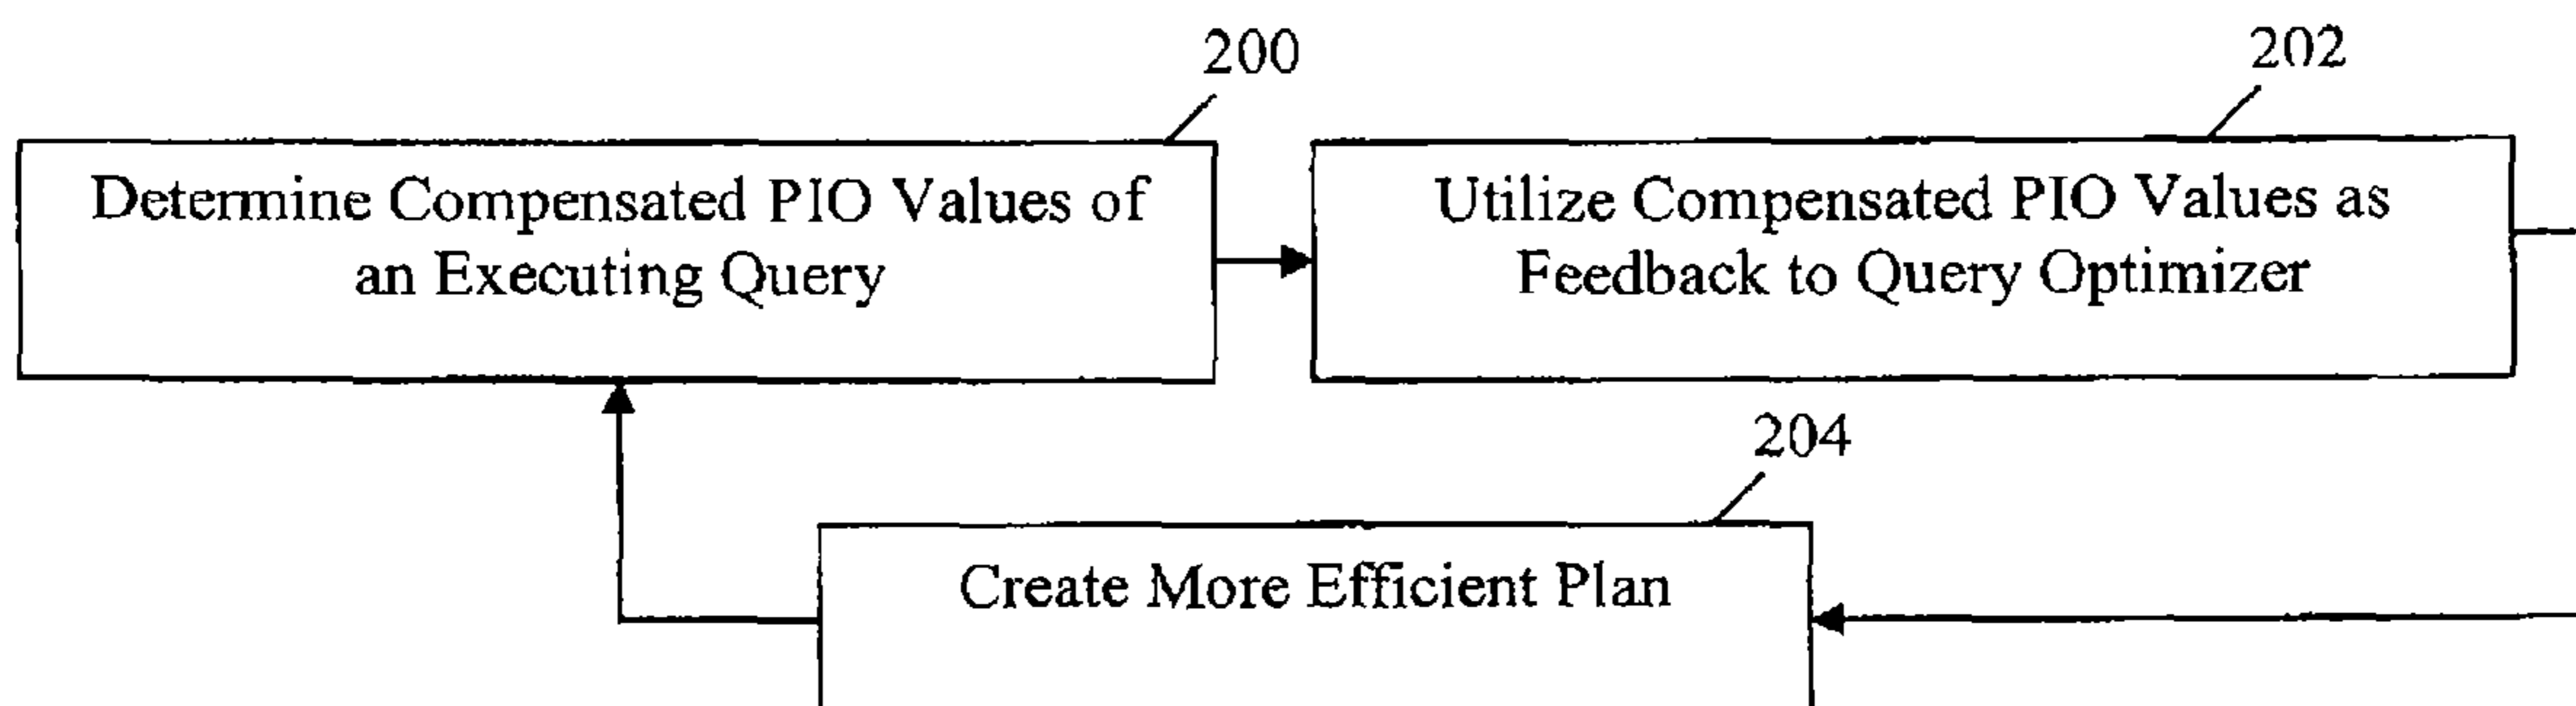 200
202
Determine Compensated PIO Values of
an Executing Query
Utilize Compensated PIO Values as
Feedback to Query Optimizer
204
Create More Efficient Plan